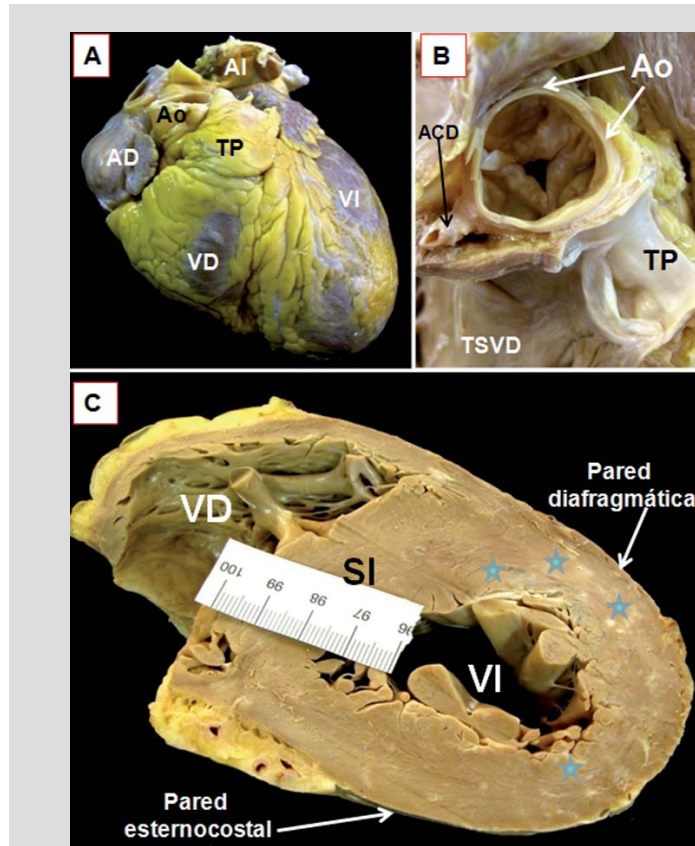 A
AI
Ao
AD
TP
VI
VD
B
Ao
ACD
TP
TSVD
C
Pared
diafragmática
VD
SI
100
99
98
97
96
VI
Pared
esternocostal